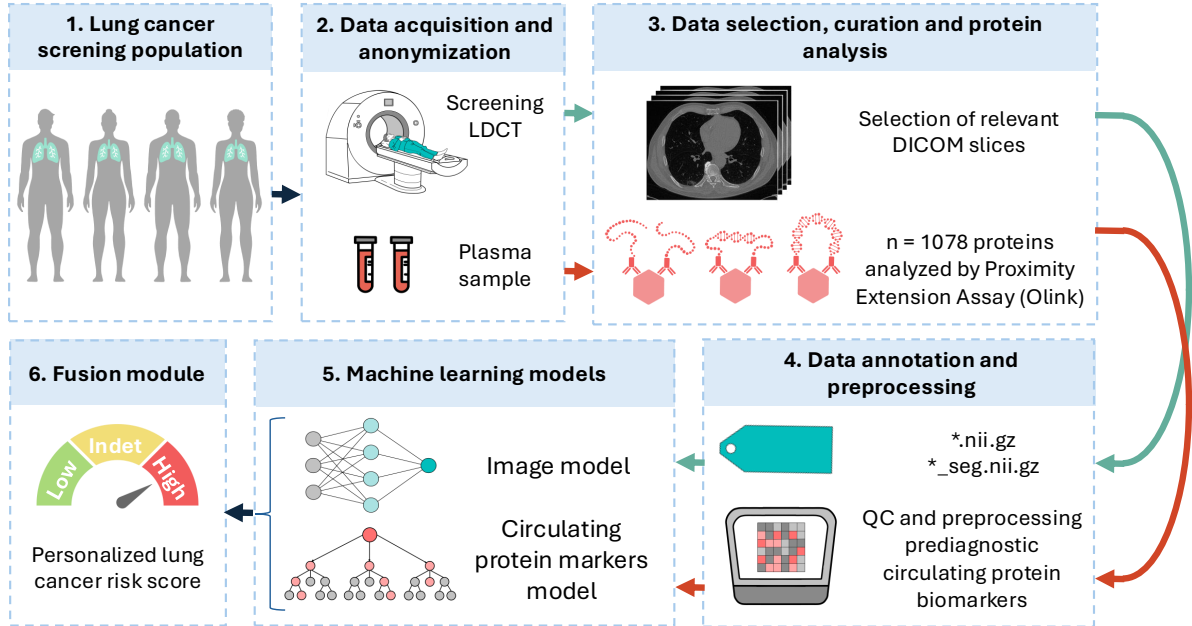 1. Lung cancer
screning population
2. Data acquisition and
anonymization
Screening
LDCT
Plasma
sample
3. Data selection, curation and protein
analysis
Selection of relevant
DICOM slices
n = 1078 proteins
analyzed by Proximity
Extension Assay (Olink)
4. Data annotation and
preprocessing
*.nii.gz
*_seg.nii.gz
QC and preprocessing
prediagnostic
circulating protein
biomarkers
5. Machine learning models
Image model
Circulating
protein markers
model
6. Fusion module
Low
Indet
High
Personalized lung
cancer risk score